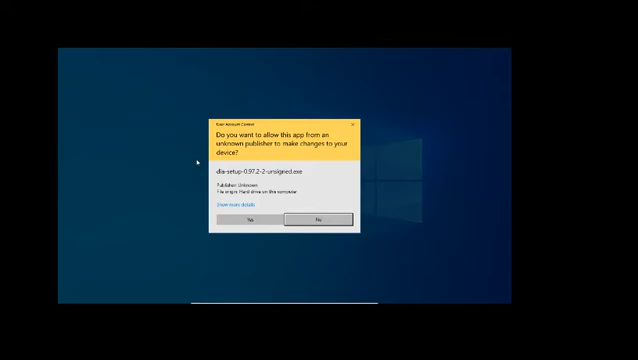 User Account Control
Do you want to allow this app from an
unknown publisher to make changes to your
device?
dla-setup-0.97.2-2-unsigned.exe
Publisher: Unknown
File origin: Hard drive on this computer
Show more details
Yes
No